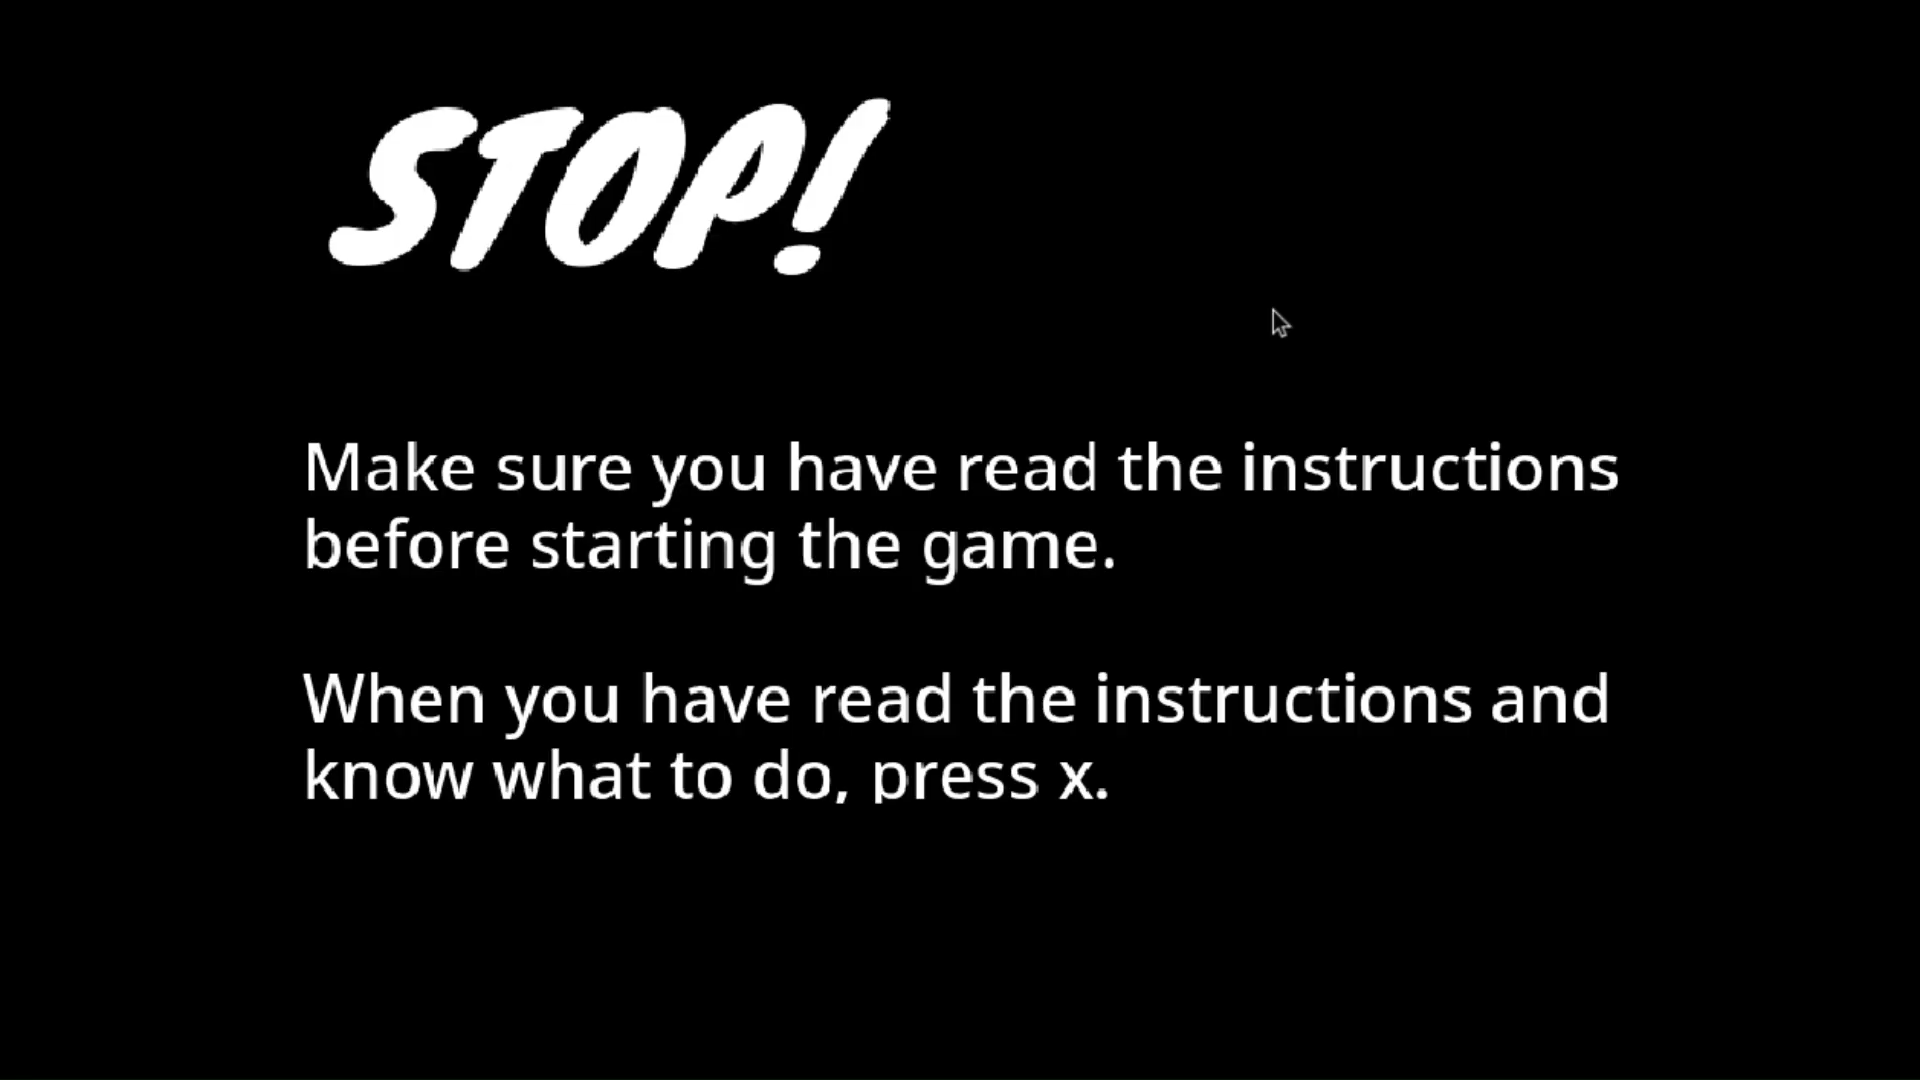 STOP!
Make sure you have read the instructions
before starting the game.
When you have read the instructions and
know what to do, press x.